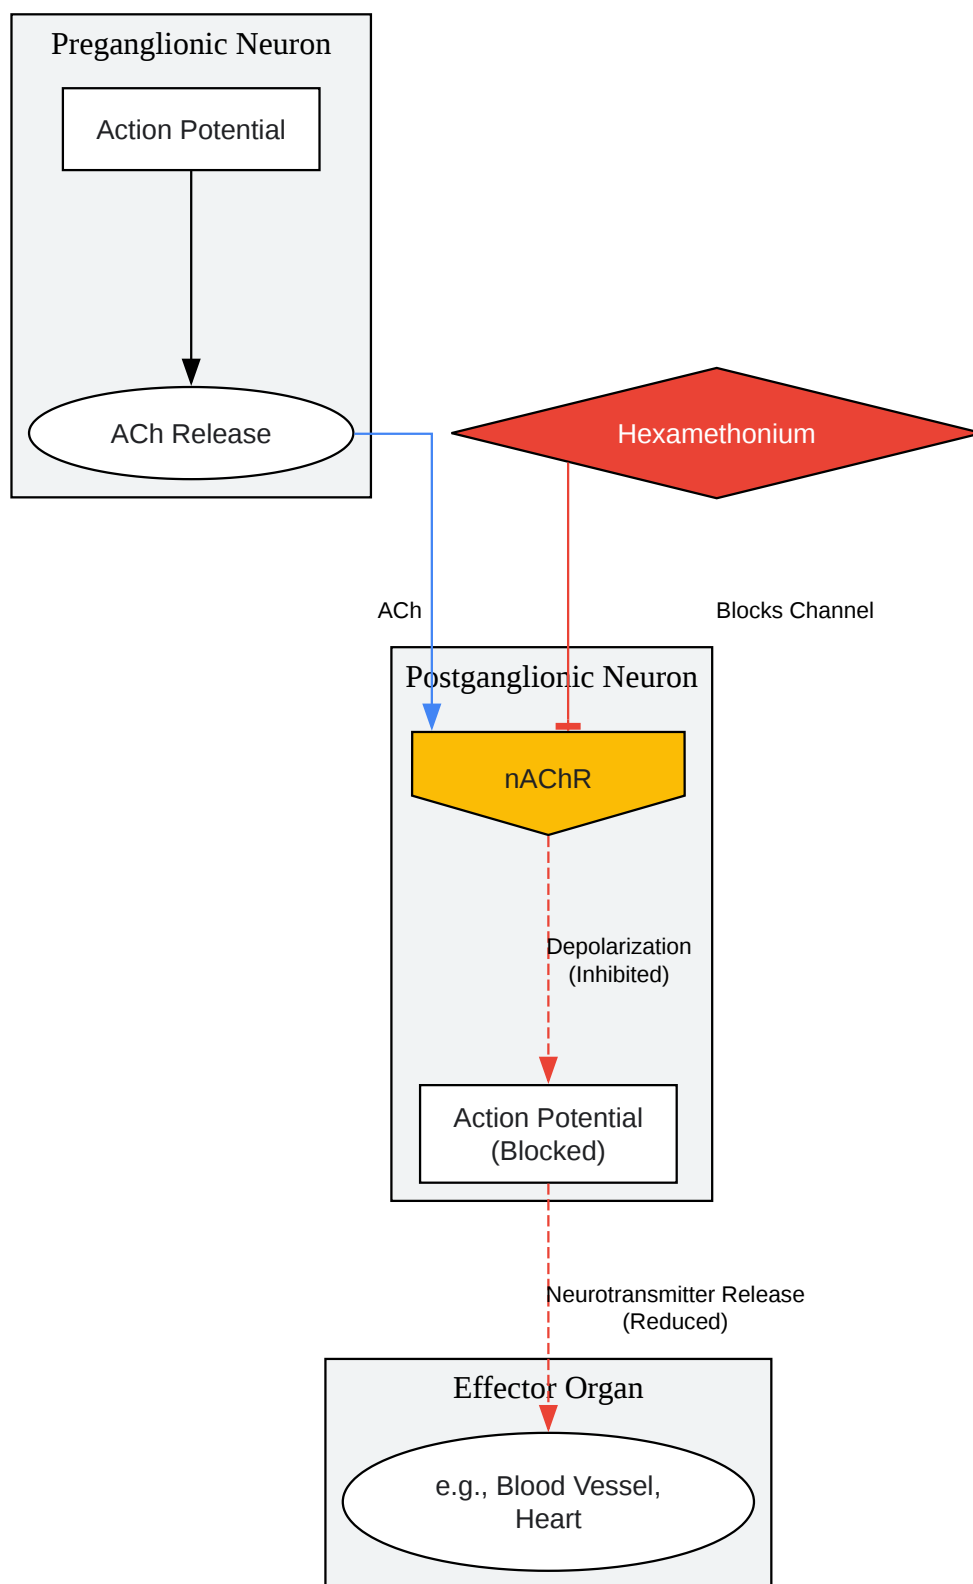 Preganglionic Neuron
Action Potential
ACh Release
Hexamethonium
ACh
Blocks Channel
Postganglionic Neuron
nAChR
Depolarization
(Inhibited)
Action Potential
(Blocked)
Neurotransmitter Release
(Reduced)
Effector Organ
e.g., Blood Vessel,
Heart